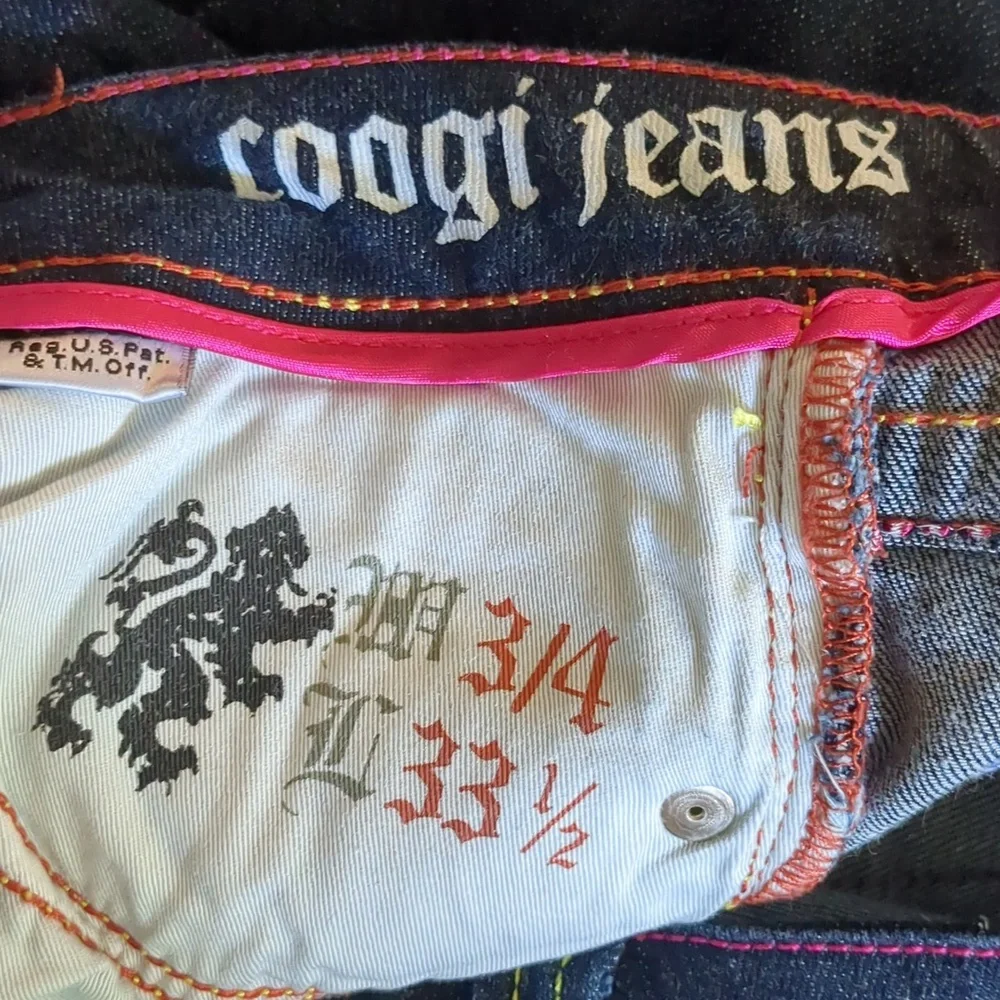 coogi jeans
Reg. U.S. Pat.
& T.M. Off.
W 3/4
L 33 1/2